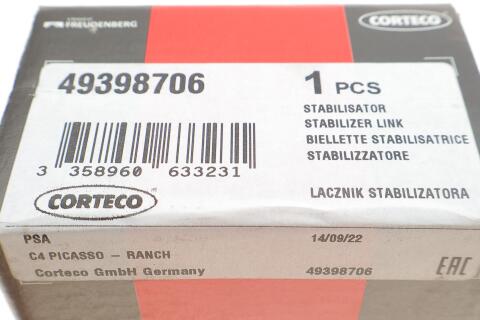 FREUDENBERG
CORTECO
49398706
1 PCS
STABILISATOR
STABILIZER LINK
BIELLETTE STABILISATRICE
STABILIZZATORE
3 358960 633231
LACZNIK STABILIZATORA
CORTECO
PSA 14/09/22
C4 PICASSO - RANCH
Corteco GmbH Germany 49398706
EAC